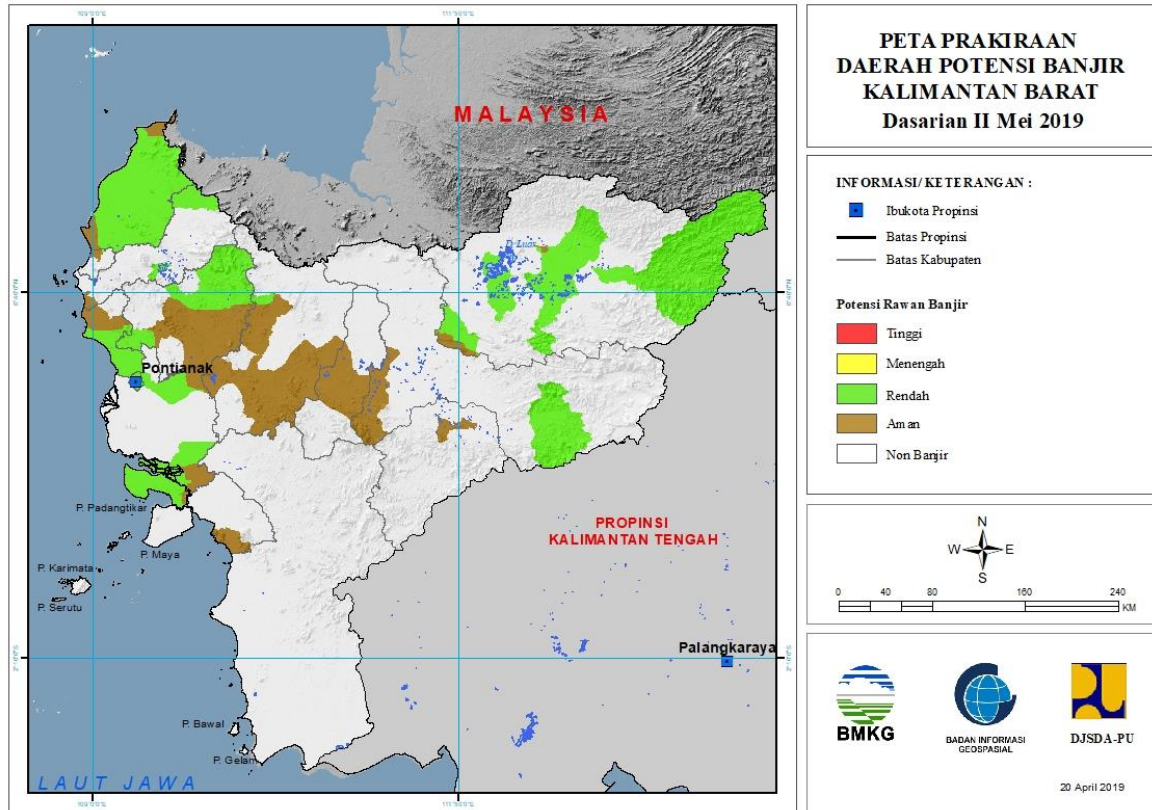 PETA PRAKIRAAN
DAERAH POTENSI BANJIR
KALIMANTAN BARAT
Dasarian II Mei 2019
INFORMASI/ KETERANGAN :
Ibukota Propinsi
Batas Propinsi
Batas Kabupaten
Potensi Rawan Banjir
Tinggi
Menengah
Rendah
Aman
Non Banjir
N
W E
S
0 40 80 160 240
KM
BMKG
BADAN INFORMASI
GEOSPASIAL
DJSDA-PU
20 April 2019
MALAYSIA
D. Luar
Pontianak
P. Padangtikar
P. Maya
P. Karimata
P. Serutu
PROPINSI
KALIMANTAN TENGAH
Palangkaraya
P. Bawal
P. Gelam
LAUT JAWA